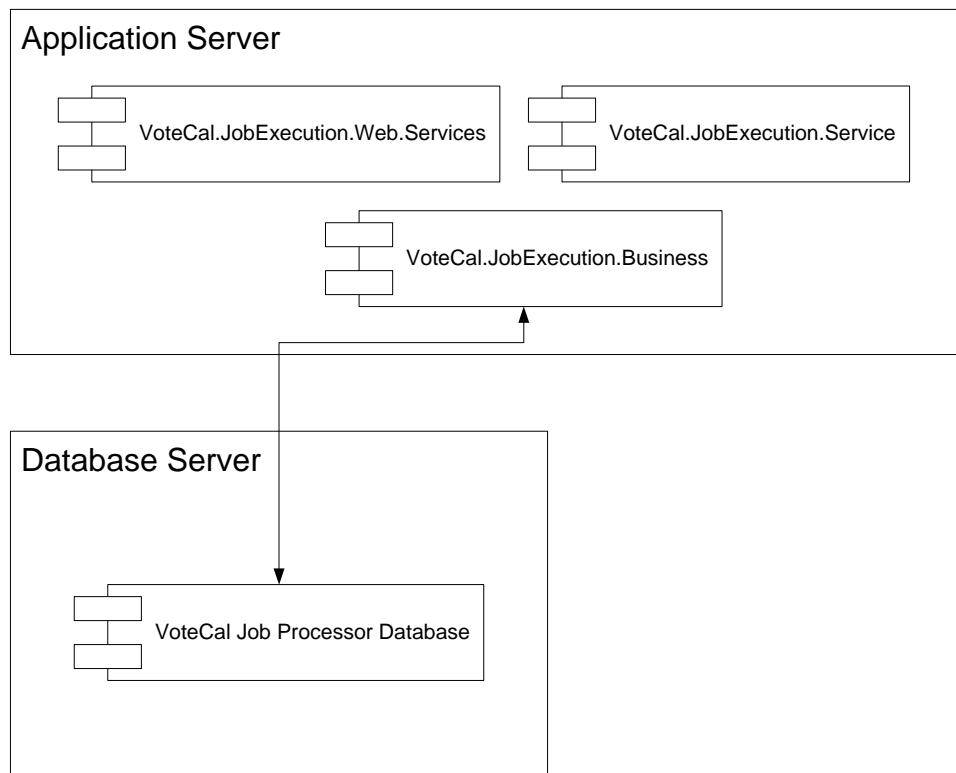 Application Server
VoteCal.JobExecution.Web.Services
VoteCal.JobExecution.Service
VoteCal.JobExecution.Business
Database Server
VoteCal Job Processor Database